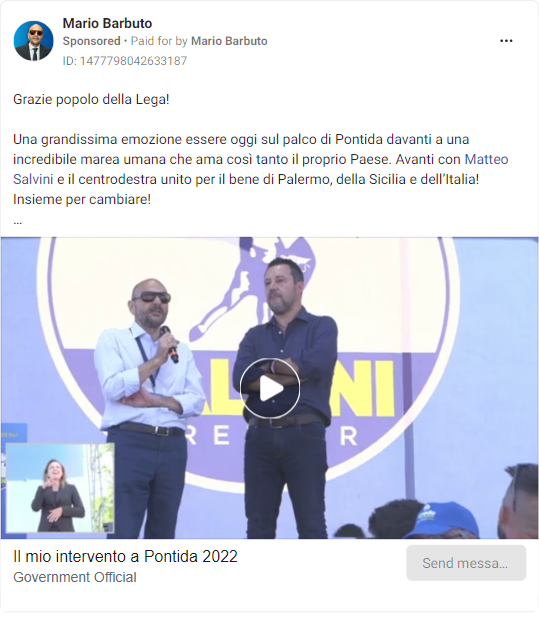 Mario Barbuto
Sponsored • Paid for by Mario Barbuto
ID: 1477798042633187
Grazie popolo della Lega!
Una grandissima emozione essere oggi sul palco di Pontida davanti a una
incredibile marea umana che ama così tanto il proprio Paese. Avanti con Matteo
Salvini e il centrodestra unito per il bene di Palermo, della Sicilia e dell'Italia!
Insieme per cambiare!
...
Il mio intervento a Pontida 2022
Government Official
Send messa...